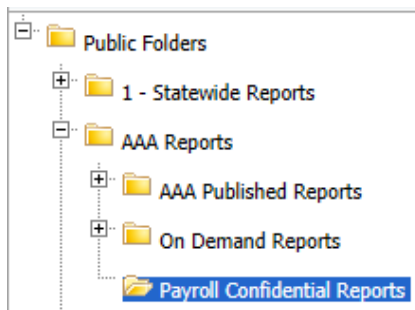 Public Folders
1 - Statewide Reports
AAA Reports
AAA Published Reports
On Demand Reports
Payroll Confidential Reports